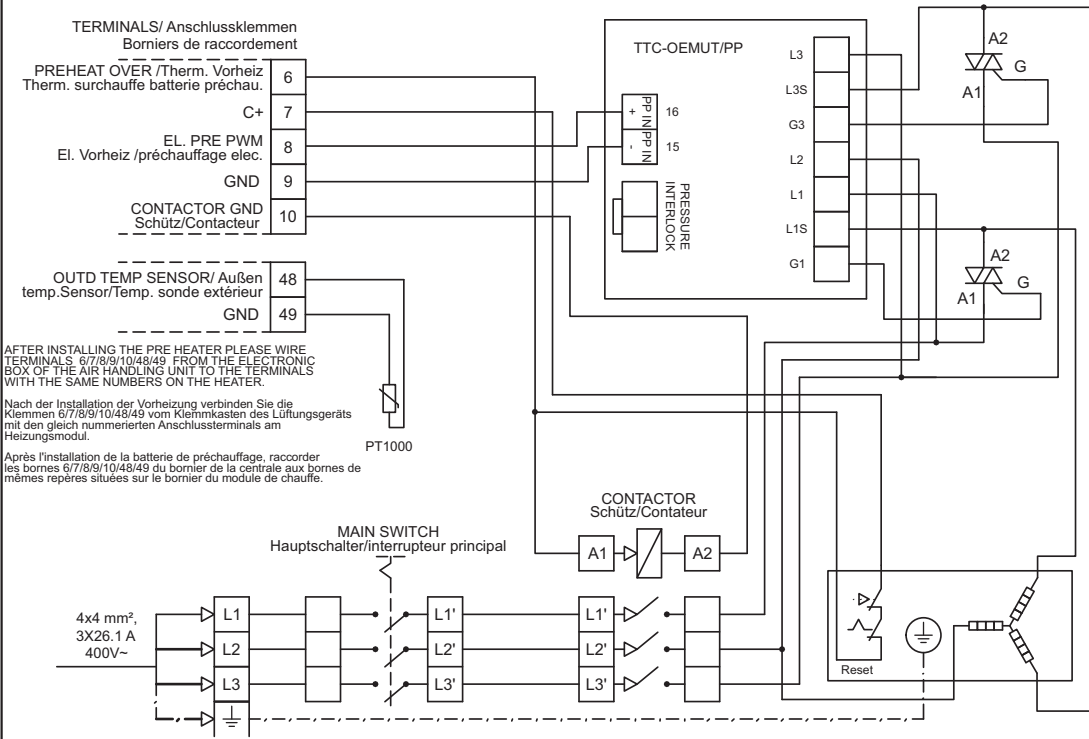 TERMINALS/ Anschlussklemmen
Borniers de raccordement
PREHEAT OVER /Therm. Vorheiz
Therm. surchauffe batterie préchau.
6
C+
7
EL. PRE PWM
El. Vorheiz /préchauffage elec.
8
GND
9
CONTACTOR GND
Schütz/Contacteur
10
OUTD TEMP SENSOR/ Außen
temp.Sensor/Temp. sonde extérieur
48
GND
49
AFTER INSTALLING THE PRE HEATER PLEASE WIRE
TERMINALS 6/7/8/9/10/48/49 FROM THE ELECTRONIC
BOX OF THE AIR HANDLING UNIT TO THE TERMINALS
WITH THE SAME NUMBERS ON THE HEATER.
Nach der Installation der Vorheizung verbinden Sie die
Klemmen 6/7/8/9/10/48/49 vom Klemmkasten des Lüftungsgeräts
mit den gleich nummerierten Anschlussterminals am
Heizungsmodul.
Après l'installation de la batterie de préchauffage, raccorder
les bornes 6/7/8/9/10/48/49 du bornier de la centrale aux bornes de
mêmes repères situées sur le bornier du module de chauffe.
PT1000
TTC-OEMUT/PP
+ PP IN
16
- PP IN
15
PRESSURE
INTERLOCK
L3
L3S
G3
L2
L1
L1S
G1
A2
G
A1
A2
G
A1
CONTACTOR
Schütz/Contateur
A1
A2
MAIN SWITCH
Hauptschalter/interrupteur principal
4x4 mm²,
3X26.1 A
400V~
L1
L1'
L1'
L2
L2'
L2'
L3
L3'
L3'
Reset